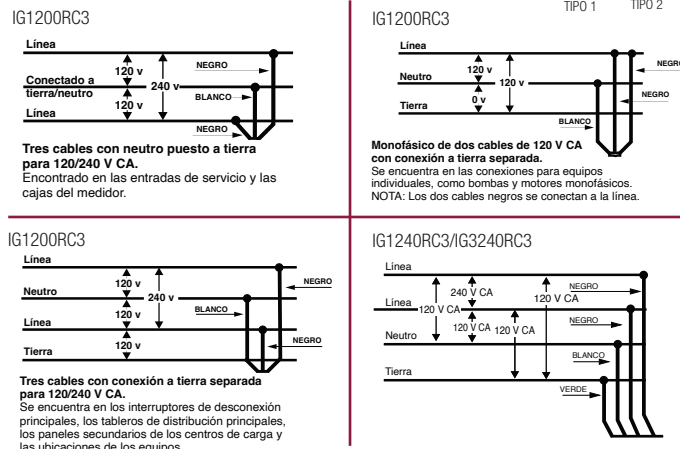 TIPO 1
TIPO 2
IG1200RC3
Línea
NEGRO
120 v
Conectado a
tierra/neutro
240 v
BLANCO
120 v
Línea
NEGRO
Tres cables con neutro puesto a tierra
para 120/240 V CA.
Encontrado en las entradas de servicio y las
cajas del medidor.
IG1200RC3
Línea
NEGRO
120 v
Neutro
120 v
NEGRO
0 v
Tierra
BLANCO
Monofásico de dos cables de 120 V CA
con conexión a tierra separada.
Se encuentra en las conexiones para equipos
individuales, como bombas y motores monofásicos.
NOTA: Los dos cables negros se conectan a la línea.
IG1200RC3
Línea
NEGRO
120 v
Neutro
240 v
BLANCO
120 v
Línea
120 v
NEGRO
Tierra
Tres cables con conexión a tierra separada
para 120/240 V CA.
Se encuentra en los interruptores de desconexión
principales, los tableros de distribución principales,
los paneles secundarios de los centros de carga y
las ubicaciones de los equipos.
IG1240RC3/IG3240RC3
Línea
NEGRO
240 V CA
120 V CA
Línea
120 V CA
NEGRO
120 V CA
120 V CA
Neutro
BLANCO
Tierra
VERDE